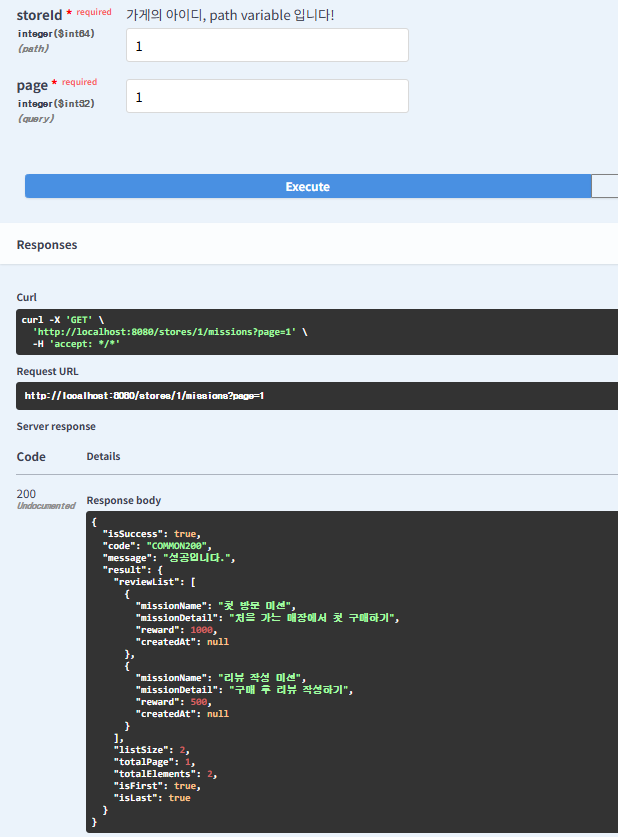 storeId * required
가게의 아이디, path variable 입니다!
integer($int64)
(path)
1
page * required
integer($int32)
(query)
1
Execute
Responses
Curl
curl -X 'GET' \
'http://localhost:8080/stores/1/missions?page=1' \
-H 'accept: */*'
Request URL
http://localhost:8080/stores/1/missions?page=1
Server response
Code Details
200
Undocumented
Response body
{
"isSuccess": true,
"code": "COMMON200",
"message": "성공입니다.",
"result": {
"reviewList": [
{
"missionName": "첫 방문 미션",
"missionDetail": "처음 가는 매장에서 첫 구매하기",
"reward": 1000,
"createdAt": null
},
{
"missionName": "리뷰 작성 미션",
"missionDetail": "구매 후 리뷰 작성하기",
"reward": 500,
"createdAt": null
}
],
"listSize": 2,
"totalPage": 1,
"totalElements": 2,
"isFirst": true,
"isLast": true
}
}